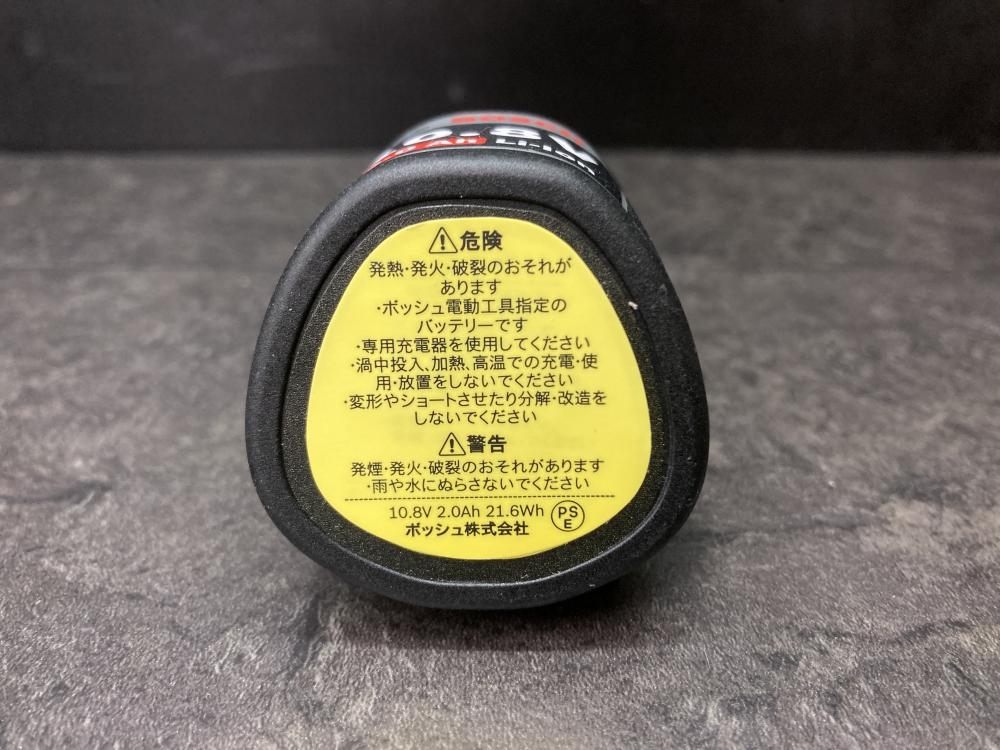 Li-Ion
⚠危険
発熱・発火・破裂のおそれが
あります
・ボッシュ電動工具指定の
バッテリーです
・専用充電器を使用してください
・渦中投入、加熱、高温での充電・使
用・放置をしないでください
・変形やショートさせたり分解・改造を
しないでください
⚠警告
発煙・発火・破裂のおそれがあります
・雨や水にぬらさないでください
10.8V 2.0Ah 21.6Wh PSE
ボッシュ株式会社